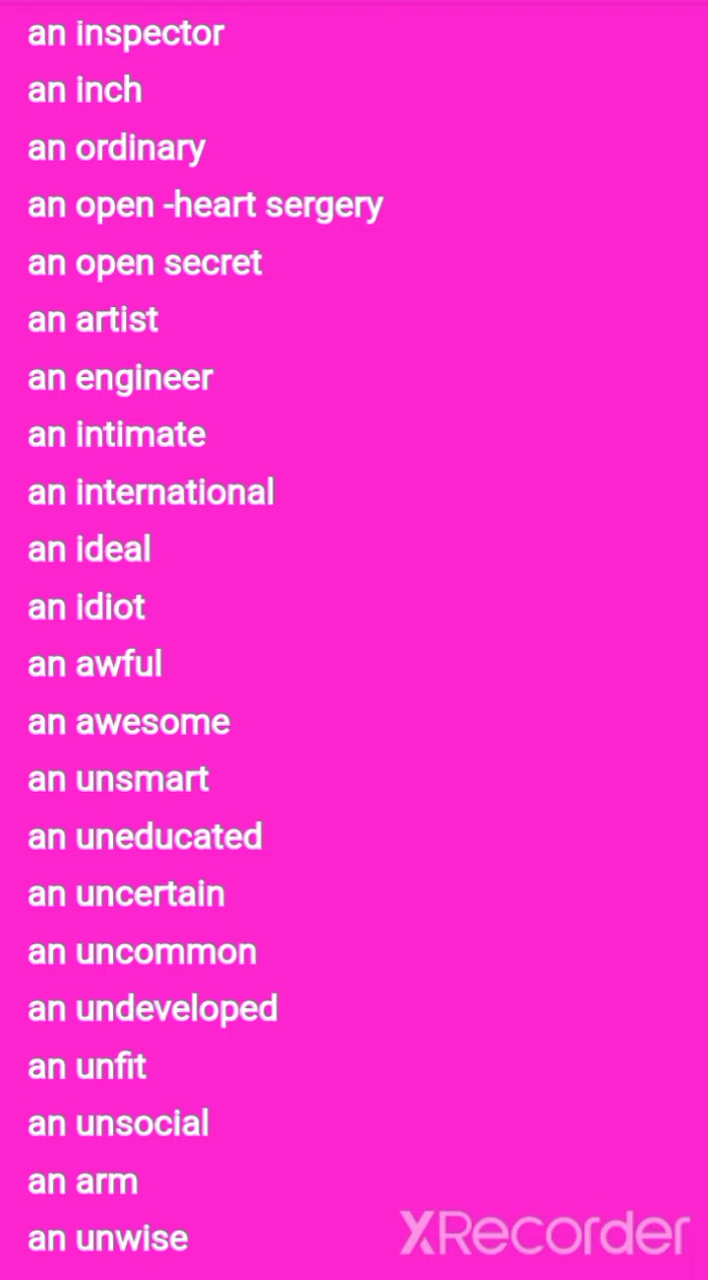 an inspector
an inch
an ordinary
an open -heart sergery
an open secret
an artist
an engineer
an intimate
an international
an ideal
an idiot
an awful
an awesome
an unsmart
an uneducated
an uncertain
an uncommon
an undeveloped
an unfit
an unsocial
an arm
an unwise
XRecorder